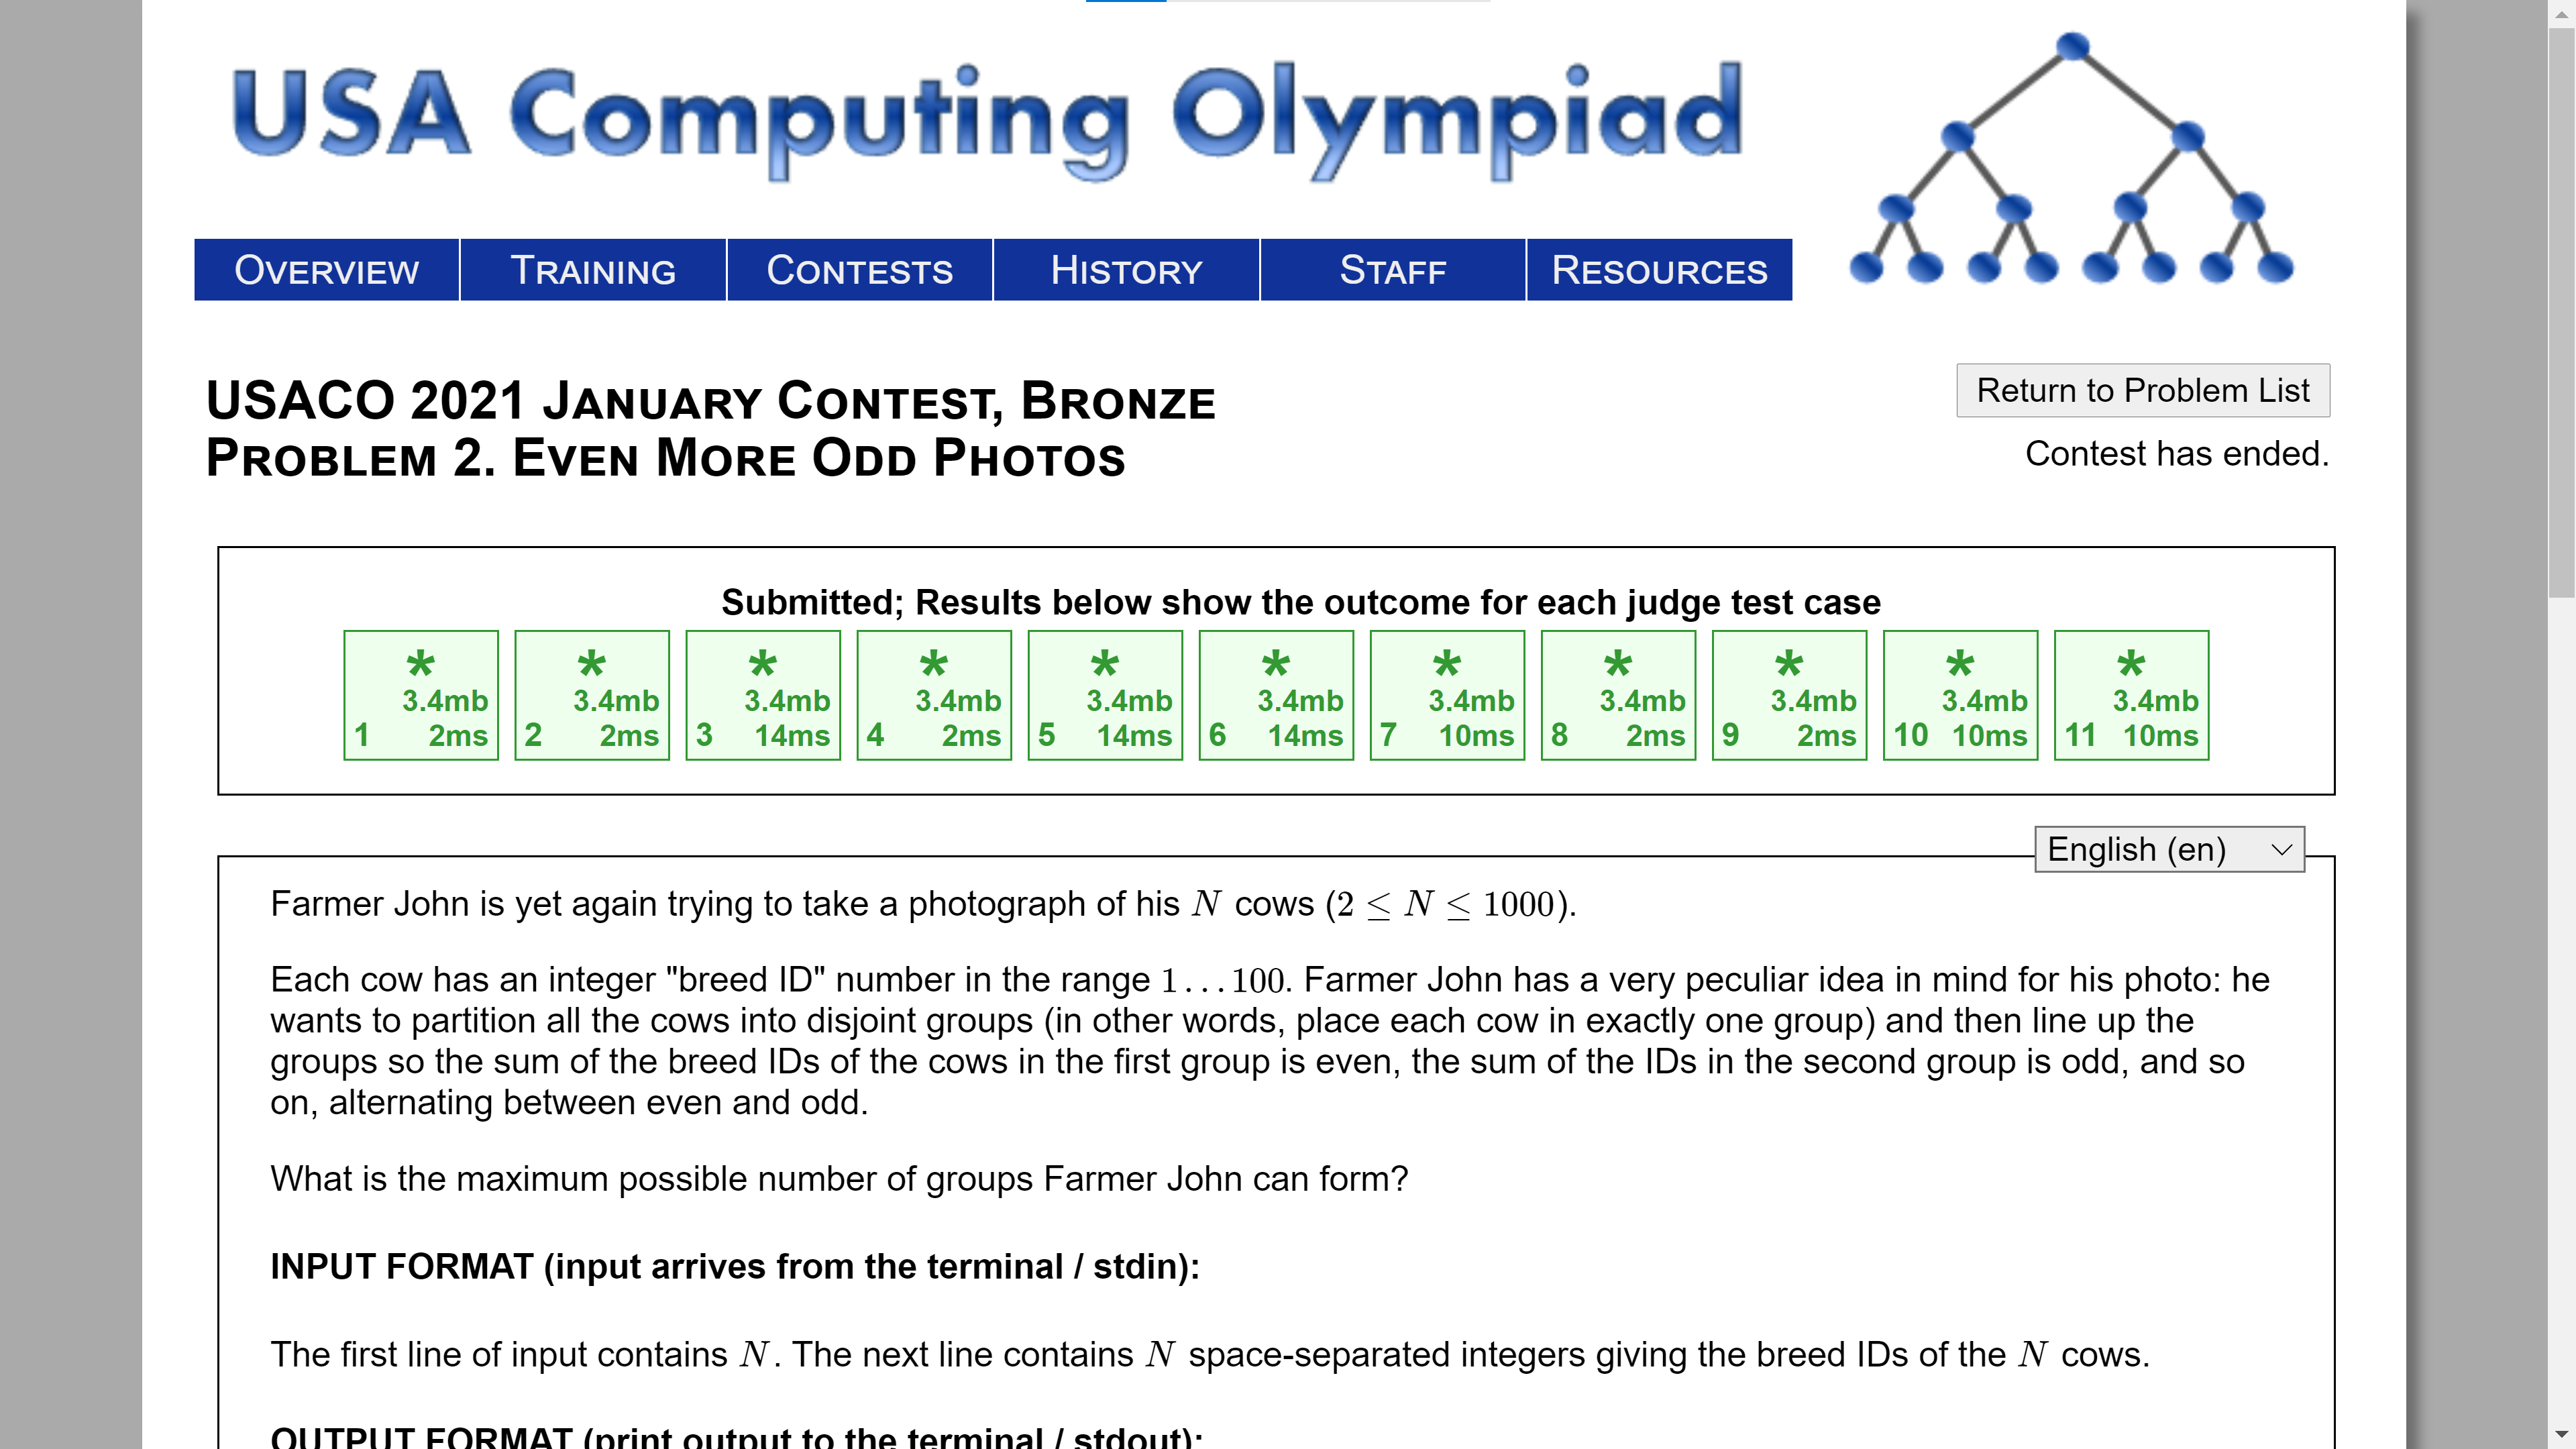 USA Computing Olympiad
OVERVIEW TRAINING CONTESTS HISTORY STAFF RESOURCES
USACO 2021 JANUARY CONTEST, BRONZE
PROBLEM 2. EVEN MORE ODD PHOTOS
Return to Problem List
Contest has ended.
Submitted; Results below show the outcome for each judge test case
* * * * * * * * * * *
3.4mb 3.4mb 3.4mb 3.4mb 3.4mb 3.4mb 3.4mb 3.4mb 3.4mb 3.4mb 3.4mb
1 2ms 2 2ms 3 14ms 4 2ms 5 14ms 6 14ms 7 10ms 8 2ms 9 2ms 10 10ms 11 10ms
English (en)
Farmer John is yet again trying to take a photograph of his N cows (2 ≤ N ≤ 1000).
Each cow has an integer "breed ID" number in the range 1…100. Farmer John has a very peculiar idea in mind for his photo: he
wants to partition all the cows into disjoint groups (in other words, place each cow in exactly one group) and then line up the
groups so the sum of the breed IDs of the cows in the first group is even, the sum of the IDs in the second group is odd, and so
on, alternating between even and odd.
What is the maximum possible number of groups Farmer John can form?
INPUT FORMAT (input arrives from the terminal / stdin):
The first line of input contains N. The next line contains N space-separated integers giving the breed IDs of the N cows.
OUTPUT FORMAT (print output to the terminal / stdout):